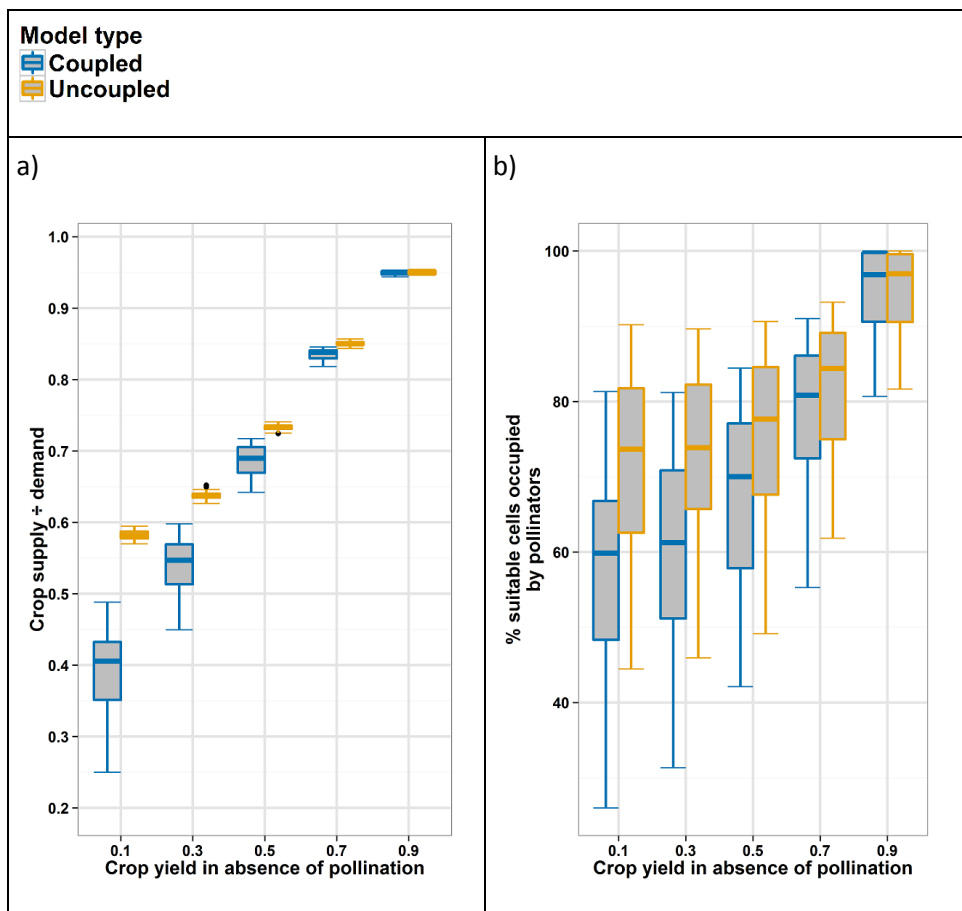 Model type
Coupled
Uncoupled
a)
Crop supply ÷ demand
1.0
0.9
0.8
0.7
0.6
0.5
0.4
0.3
0.2
0.1 0.3 0.5 0.7 0.9
Crop yield in absence of pollination
b)
% suitable cells occupied
by pollinators
100
80
60
40
0.1 0.3 0.5 0.7 0.9
Crop yield in absence of pollination